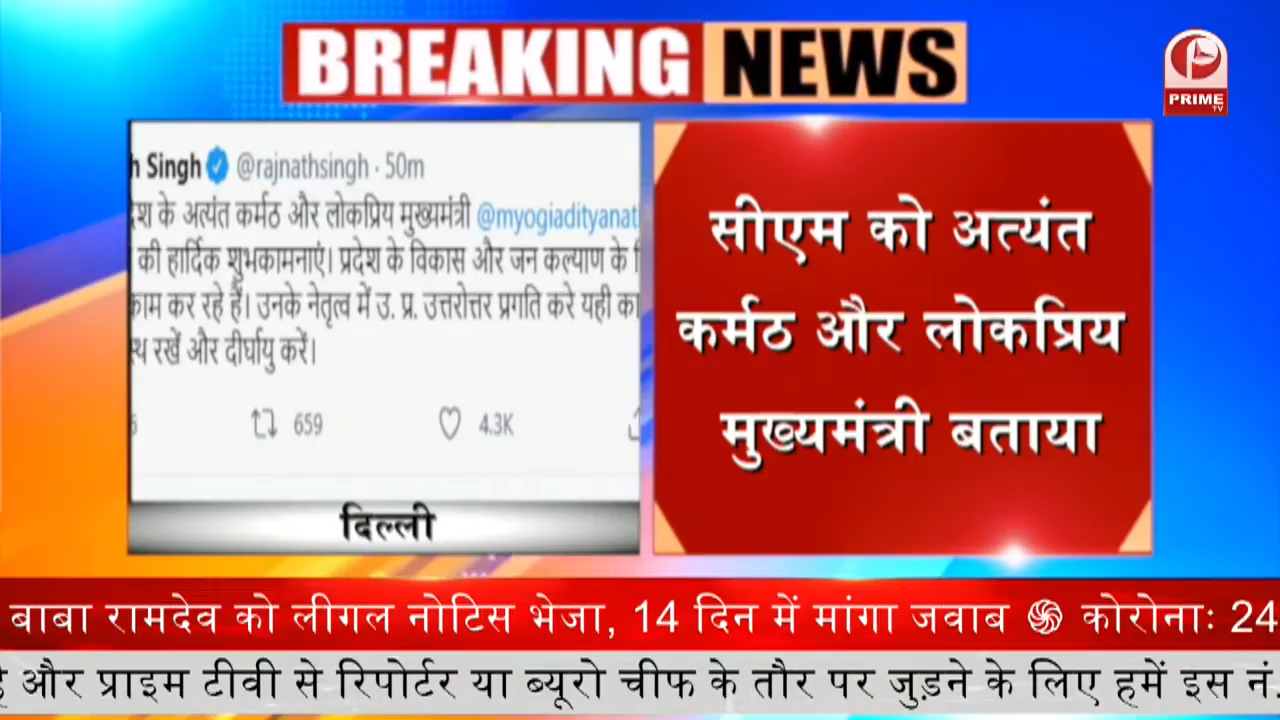 BREAKING NEWS
PRIME
TV
h Singh @rajnathsingh · 50m
के अत्यंत कर्मठ और लोकप्रिय मुख्यमंत्री @myogiadityanat
की हार्दिक शुभकामनाएं। प्रदेश के विकास और जन कल्याण के
काम कर रहे हैं। उनके नेतृत्व में उ. प्र. उत्तरोत्तर प्रगति करे यही
रखें और दीर्घायु करें।
659 4.3K
दिल्ली
सीएम को अत्यंत
कर्मठ और लोकप्रिय
मुख्यमंत्री बताया
बाबा रामदेव को लीगल नोटिस भेजा, 14 दिन में मांगा जवाब कोरोनाः 24
और प्राइम टीवी से रिपोर्टर या ब्यूरो चीफ के तौर पर जुड़ने के लिए हमें इस नं.